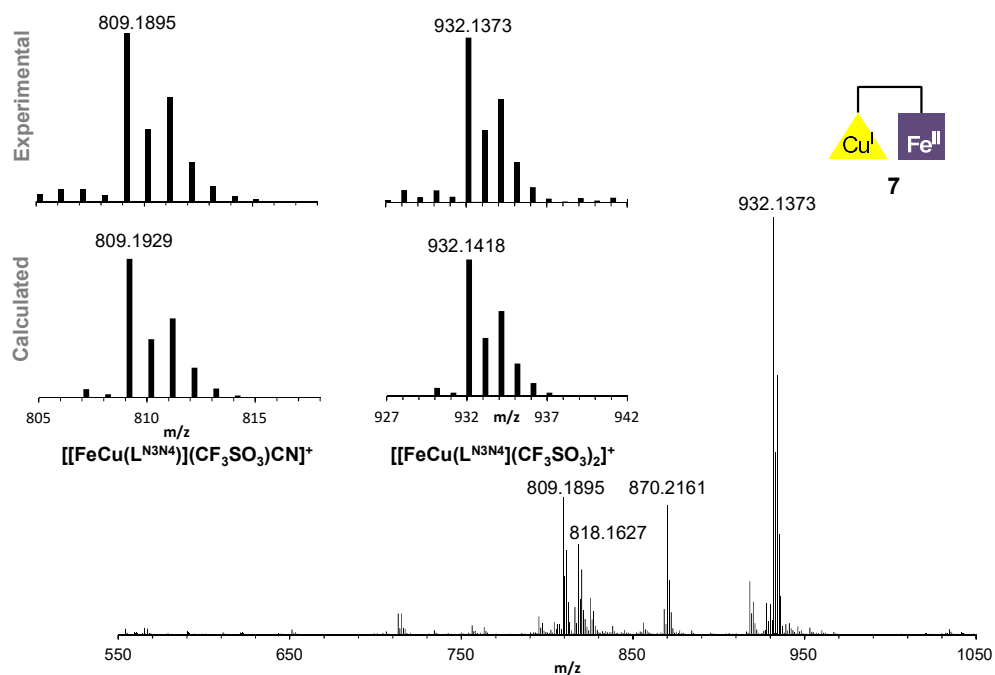 Experimental
809.1895
932.1373
Cu^I
Fe^II
7
Calculated
809.1929
932.1418
805 810 815
m/z
927 932 m/z 937 942
[[FeCu(L^N3N4)](CF₃SO₃)CN]⁺
[[FeCu(L^N3N4](CF₃SO₃)₂]⁺
932.1373
809.1895
870.2161
818.1627
550 650 750 850 950 1050
m/z